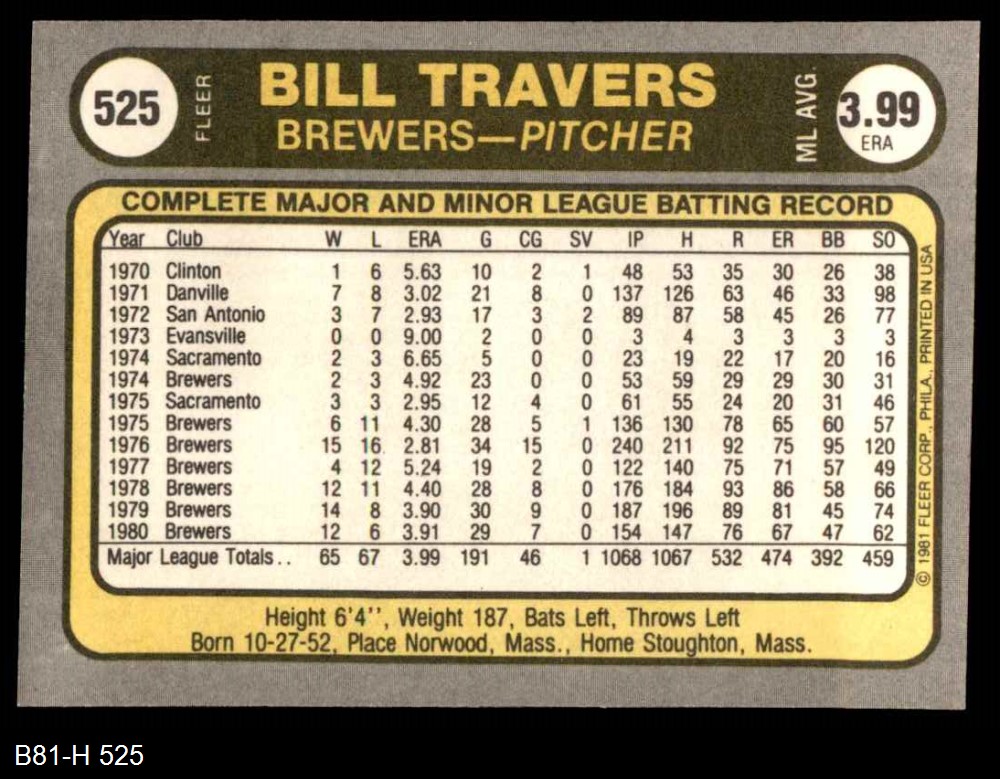 525
FLEER
BILL TRAVERS
BREWERS—PITCHER
ML AVG.
3.99
ERA
COMPLETE MAJOR AND MINOR LEAGUE BATTING RECORD
Year Club W L ERA G CG SV IP H R ER BB SO
1970 Clinton 1 6 5.63 10 2 1 48 53 35 30 26 38
1971 Danville 7 8 3.02 21 8 0 137 126 63 46 33 98
1972 San Antonio 3 7 2.93 17 3 2 89 87 58 45 26 77
1973 Evansville 0 0 9.00 2 0 0 3 4 3 3 3 3
1974 Sacramento 2 3 6.65 5 0 0 23 19 22 17 20 16
1974 Brewers 2 3 4.92 23 0 0 53 59 29 29 30 31
1975 Sacramento 3 3 2.95 12 4 0 61 55 24 20 31 46
1975 Brewers 6 11 4.30 28 5 1 136 130 78 65 60 57
1976 Brewers 15 16 2.81 34 15 0 240 211 92 75 95 120
1977 Brewers 4 12 5.24 19 2 0 122 140 75 71 57 49
1978 Brewers 12 11 4.40 28 8 0 176 184 93 86 58 66
1979 Brewers 14 8 3.90 30 9 0 187 196 89 81 45 74
1980 Brewers 12 6 3.91 29 7 0 154 147 76 67 47 62
Major League Totals.. 65 67 3.99 191 46 1 1068 1067 532 474 392 459
© 1981 FLEER CORP., PHILA., PRINTED IN USA
Height 6'4'', Weight 187, Bats Left, Throws Left
Born 10-27-52, Place Norwood, Mass., Home Stoughton, Mass.
B81-H 525